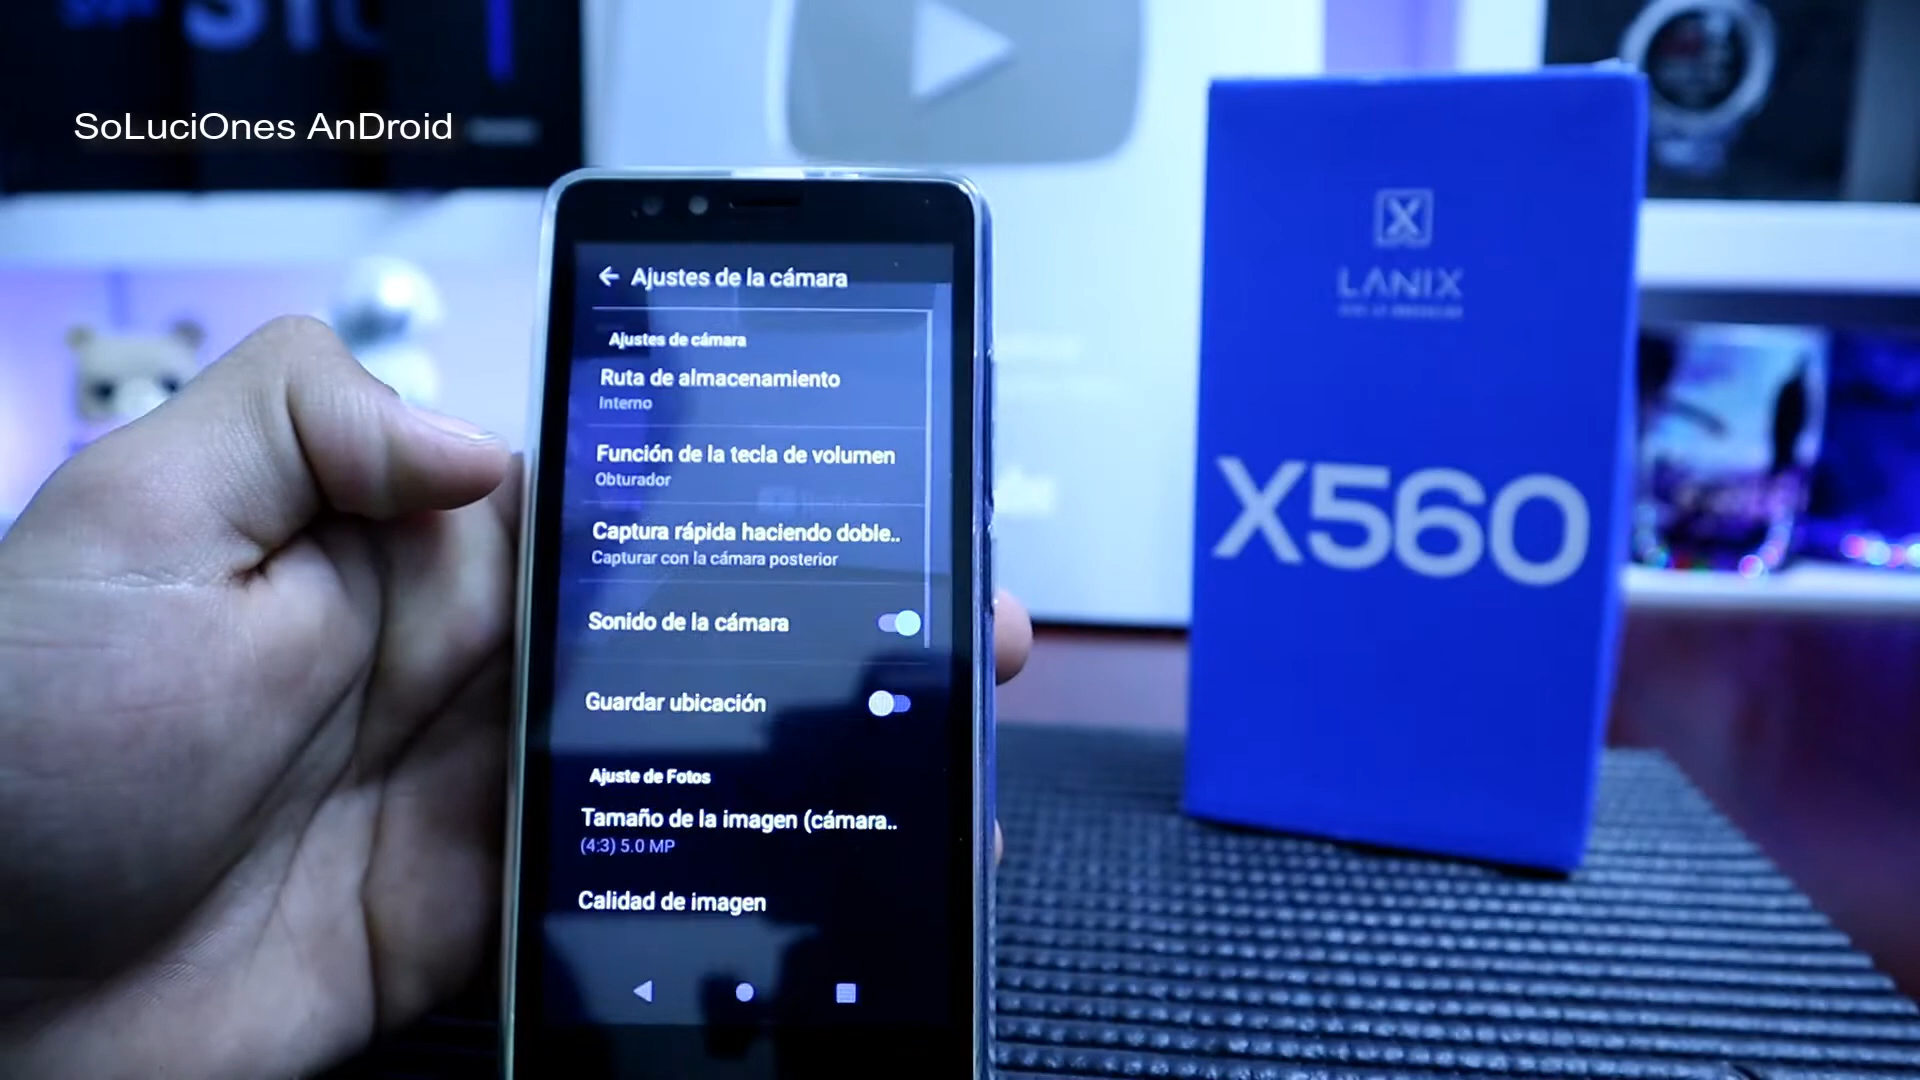 SoLuciOnes AnDroid
Ajustes de la cámara
Ajustes de cámara
Ruta de almacenamiento
Interno
Función de la tecla de volumen
Obturador
Captura rápida haciendo doble..
Capturar con la cámara posterior
Sonido de la cámara
Guardar ubicación
Ajuste de Fotos
Tamaño de la imagen (cámara..
(4:3) 5.0 MP
Calidad de imagen
LANIX
X560